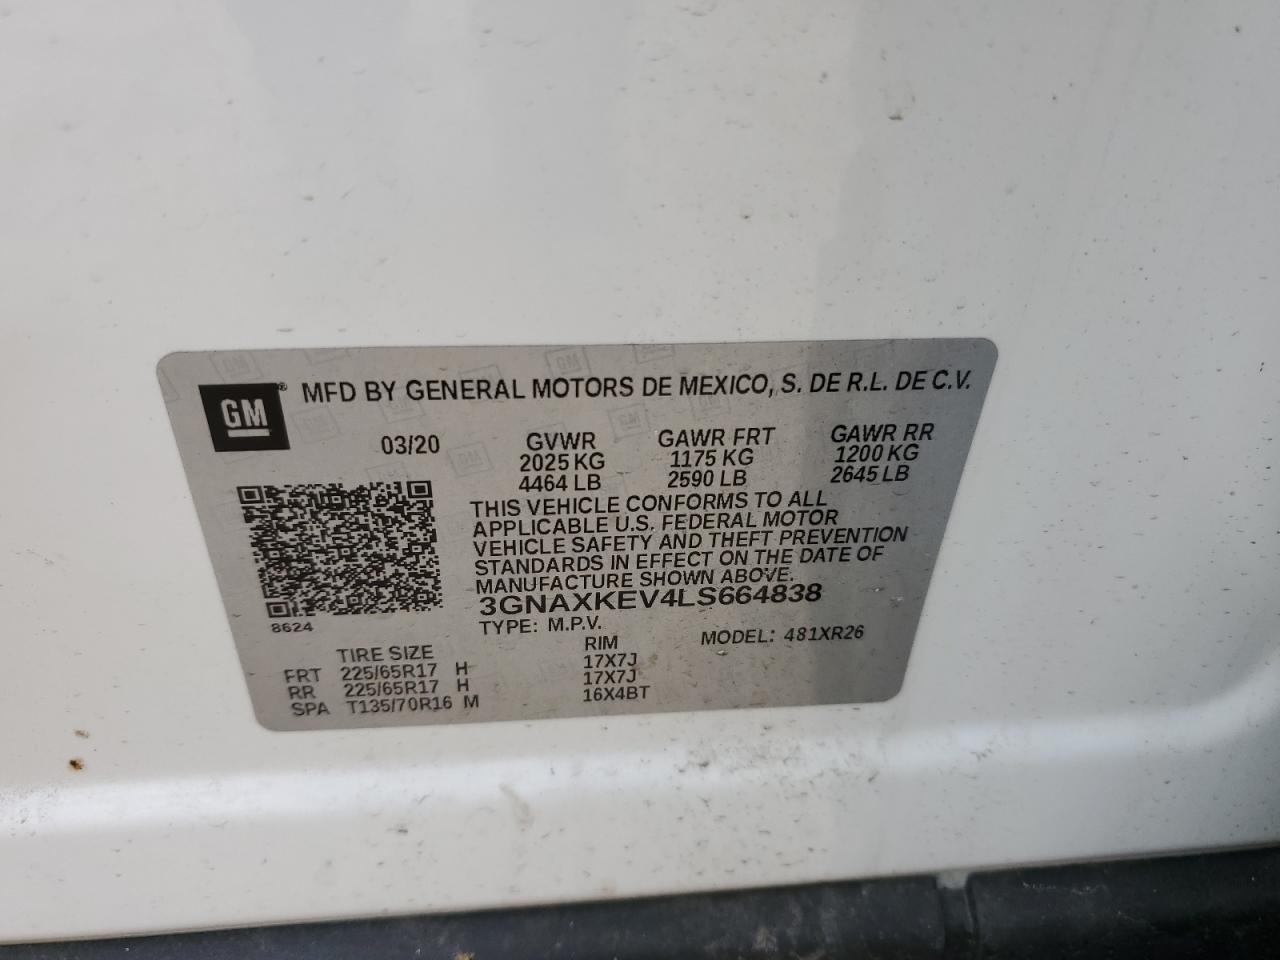 GM
® MFD BY GENERAL MOTORS DE MEXICO, S. DE R.L. DE C.V.
03/20 GVWR GAWR FRT GAWR RR
2025 KG 1175 KG 1200 KG
4464 LB 2590 LB 2645 LB
THIS VEHICLE CONFORMS TO ALL
APPLICABLE U.S. FEDERAL MOTOR
VEHICLE SAFETY AND THEFT PREVENTION
STANDARDS IN EFFECT ON THE DATE OF
MANUFACTURE SHOWN ABOVE.
3GNAXKEV4LS664838
8624
TYPE: M.P.V. MODEL: 481XR26
TIRE SIZE RIM
FRT 225/65R17 H 17X7J
RR 225/65R17 H 17X7J
SPA T135/70R16 M 16X4BT